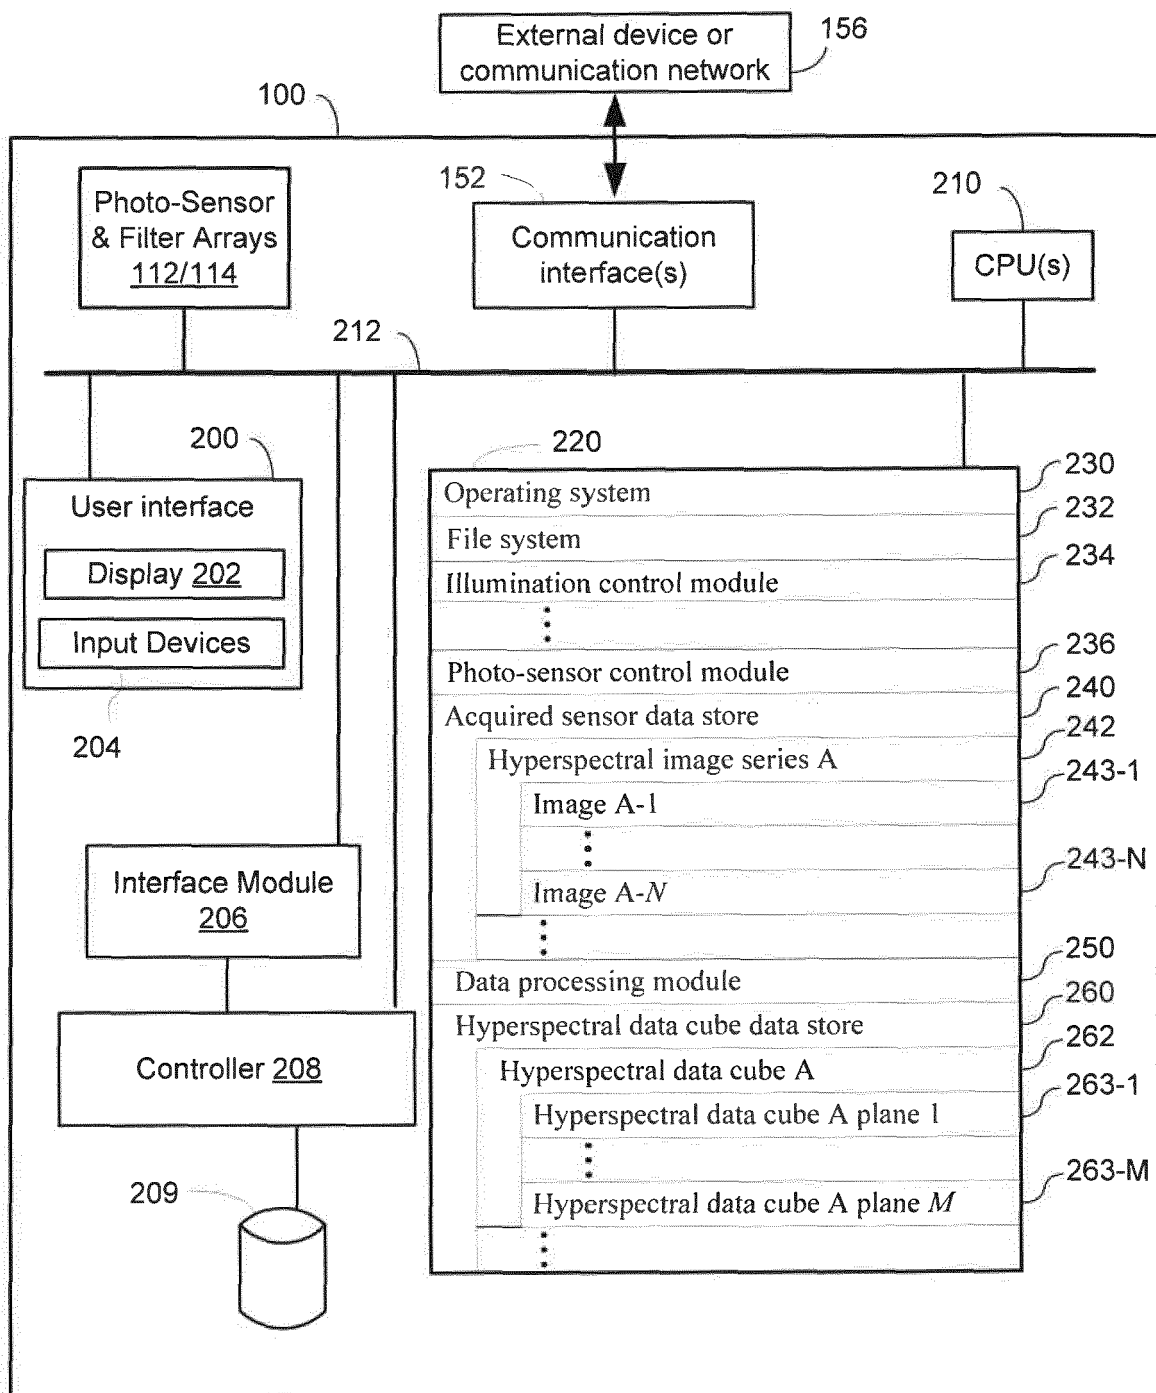 External device or
communication network
156
100
Photo-Sensor
& Filter Arrays
112/114
152
Communication
interface(s)
210
CPU(s)
212
200
User interface
Display 202
Input Devices
204
Interface Module
206
Controller 208
209
220
Operating system
230
File system
232
Illumination control module
234
Photo-sensor control module
236
Acquired sensor data store
240
Hyperspectral image series A
242
Image A-1
243-1
Image A-N
243-N
Data processing module
250
Hyperspectral data cube data store
260
Hyperspectral data cube A
262
Hyperspectral data cube A plane 1
263-1
Hyperspectral data cube A plane M
263-M